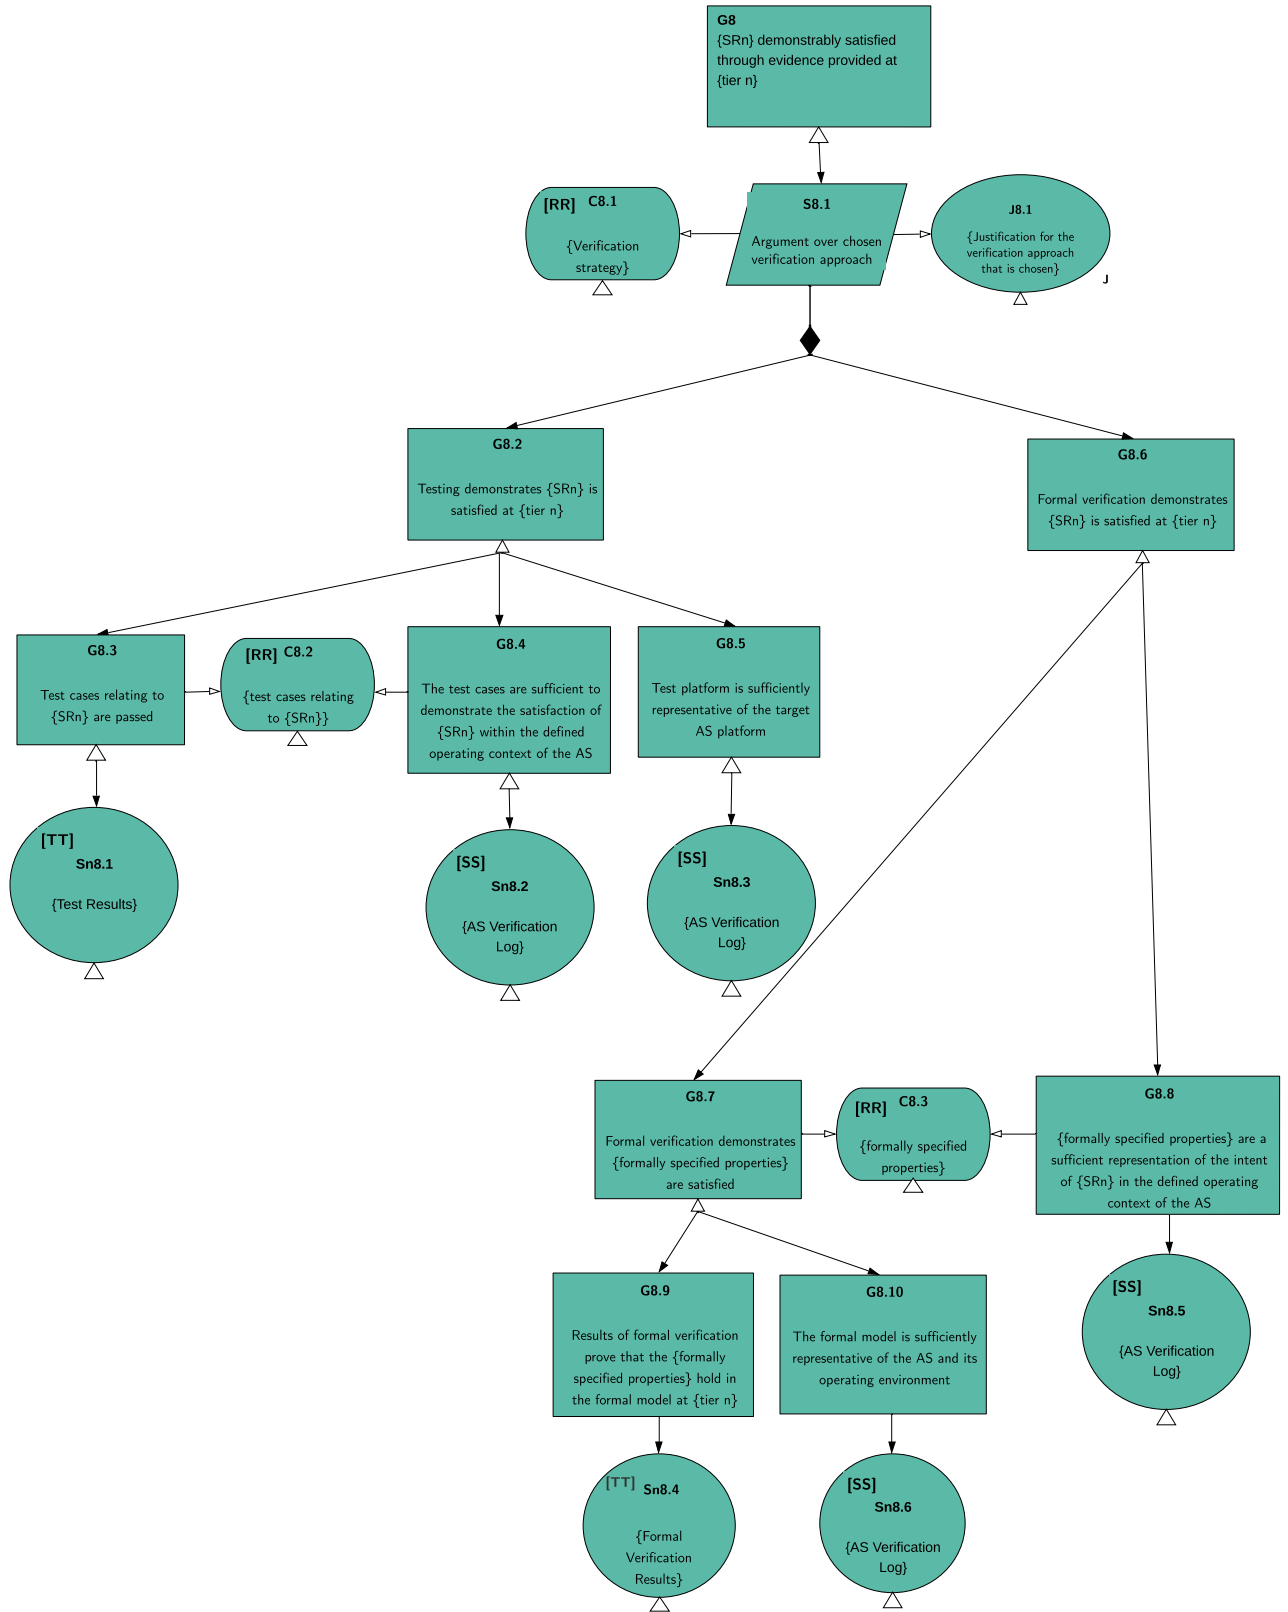 G8
{SRn} demonstrably satisfied
through evidence provided at
{tier n}
[RR] C8.1
{Verification
strategy}
S8.1
Argument over chosen
verification approach
J8.1
{Justification for the
verification approach
that is chosen}
J
G8.2
Testing demonstrates {SRn} is
satisfied at {tier n}
G8.6
Formal verification demonstrates
{SRn} is satisfied at {tier n}
G8.3
Test cases relating to
{SRn} are passed
[RR] C8.2
{test cases relating
to {SRn}}
G8.4
The test cases are sufficient to
demonstrate the satisfaction of
{SRn} within the defined
operating context of the AS
G8.5
Test platform is sufficiently
representative of the target
AS platform
[TT]
Sn8.1
{Test Results}
[SS]
Sn8.2
{AS Verification
Log}
[SS]
Sn8.3
{AS Verification
Log}
G8.7
Formal verification demonstrates
{formally specified properties}
are satisfied
[RR] C8.3
{formally specified
properties}
G8.8
{formally specified properties} are a
sufficient representation of the intent
of {SRn} in the defined operating
context of the AS
G8.9
Results of formal verification
prove that the {formally
specified properties} hold in
the formal model at {tier n}
G8.10
The formal model is sufficiently
representative of the AS and its
operating environment
[SS]
Sn8.5
{AS Verification
Log}
[TT] Sn8.4
{Formal
Verification
Results}
[SS]
Sn8.6
{AS Verification
Log}